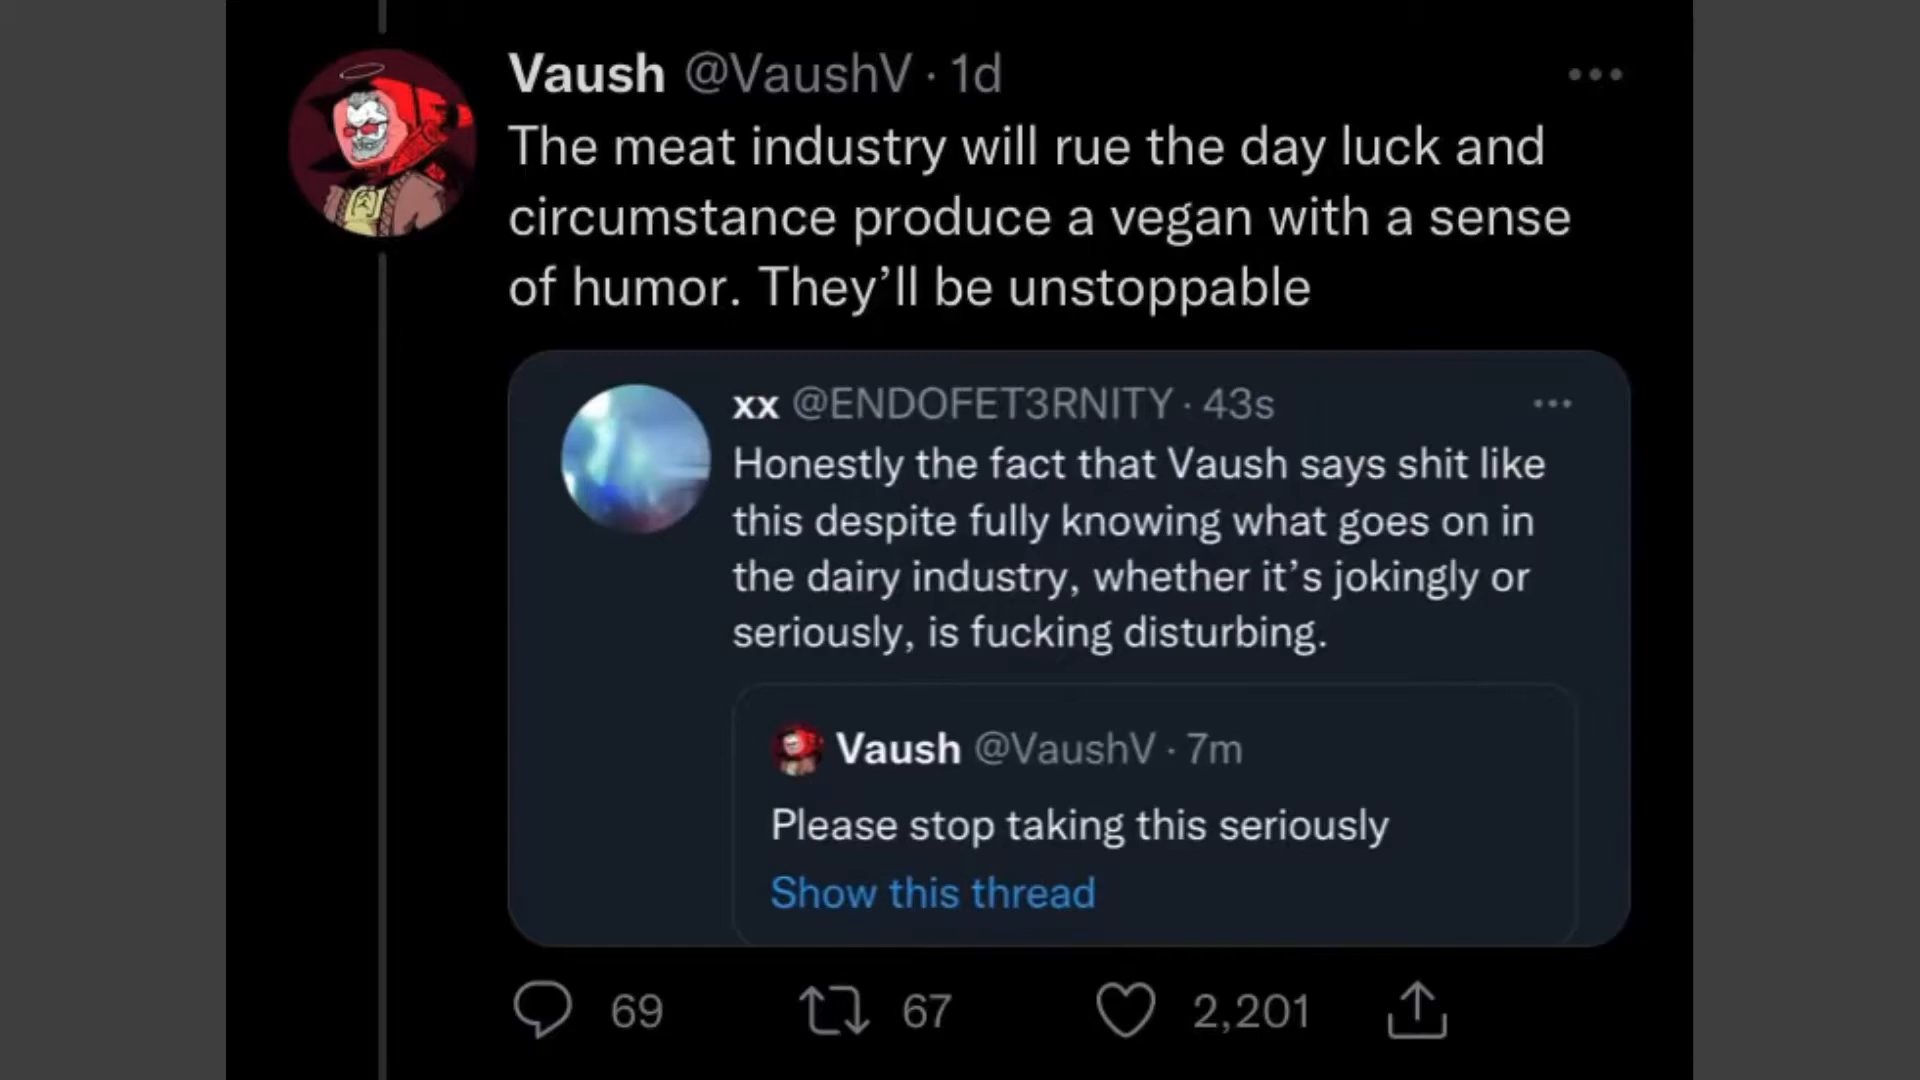 Vaush @VaushV · 1d
The meat industry will rue the day luck and
circumstance produce a vegan with a sense
of humor. They’ll be unstoppable
xx @ENDOFET3RNITY · 43s
Honestly the fact that Vaush says shit like
this despite fully knowing what goes on in
the dairy industry, whether it’s jokingly or
seriously, is fucking disturbing.
Vaush @VaushV · 7m
Please stop taking this seriously
Show this thread
69 67 2,201